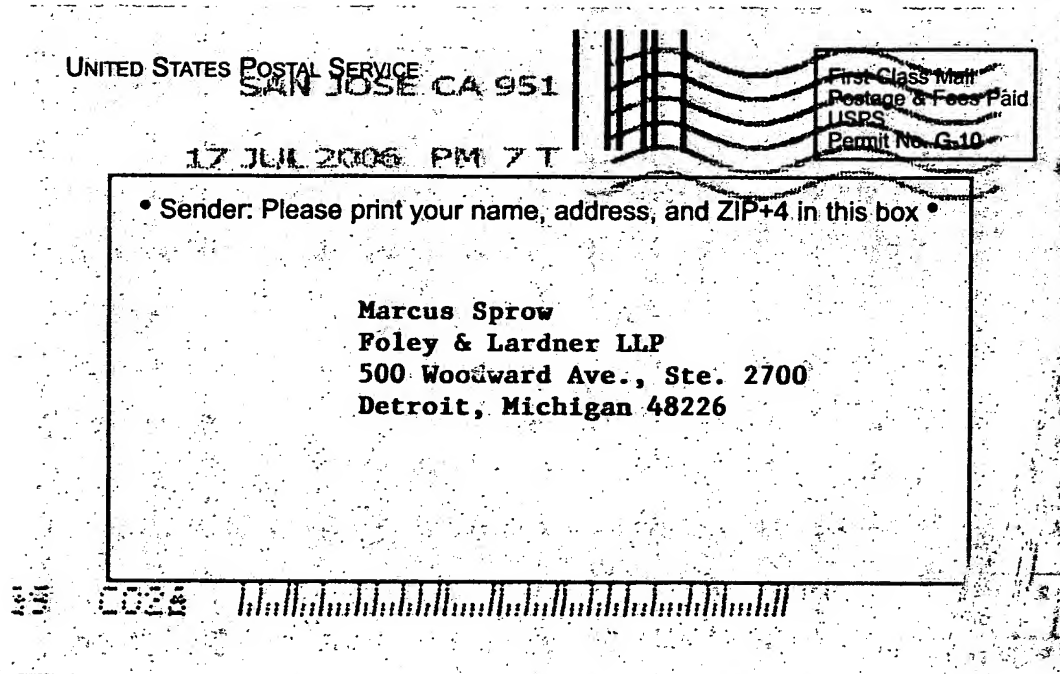 UNITED STATES POSTAL SERVICE
SAN JOSE CA 951
17 JUL 2006 PM 7 T
First-Class Mail
Postage & Fees Paid
USPS
Permit No. G-10
• Sender: Please print your name, address, and ZIP+4 in this box •
Marcus Sprow
Foley & Lardner LLP
500 Woodward Ave., Ste. 2700
Detroit, Michigan 48226